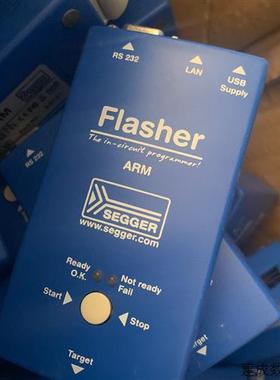 RS 232
LAN
USB
Supply
Flasher
The in-circuit programmer!
ARM
SEGGER
www.segger.com
Ready
O.K.
Not ready
Fail
Start
Stop
Target
RS 232
ARM